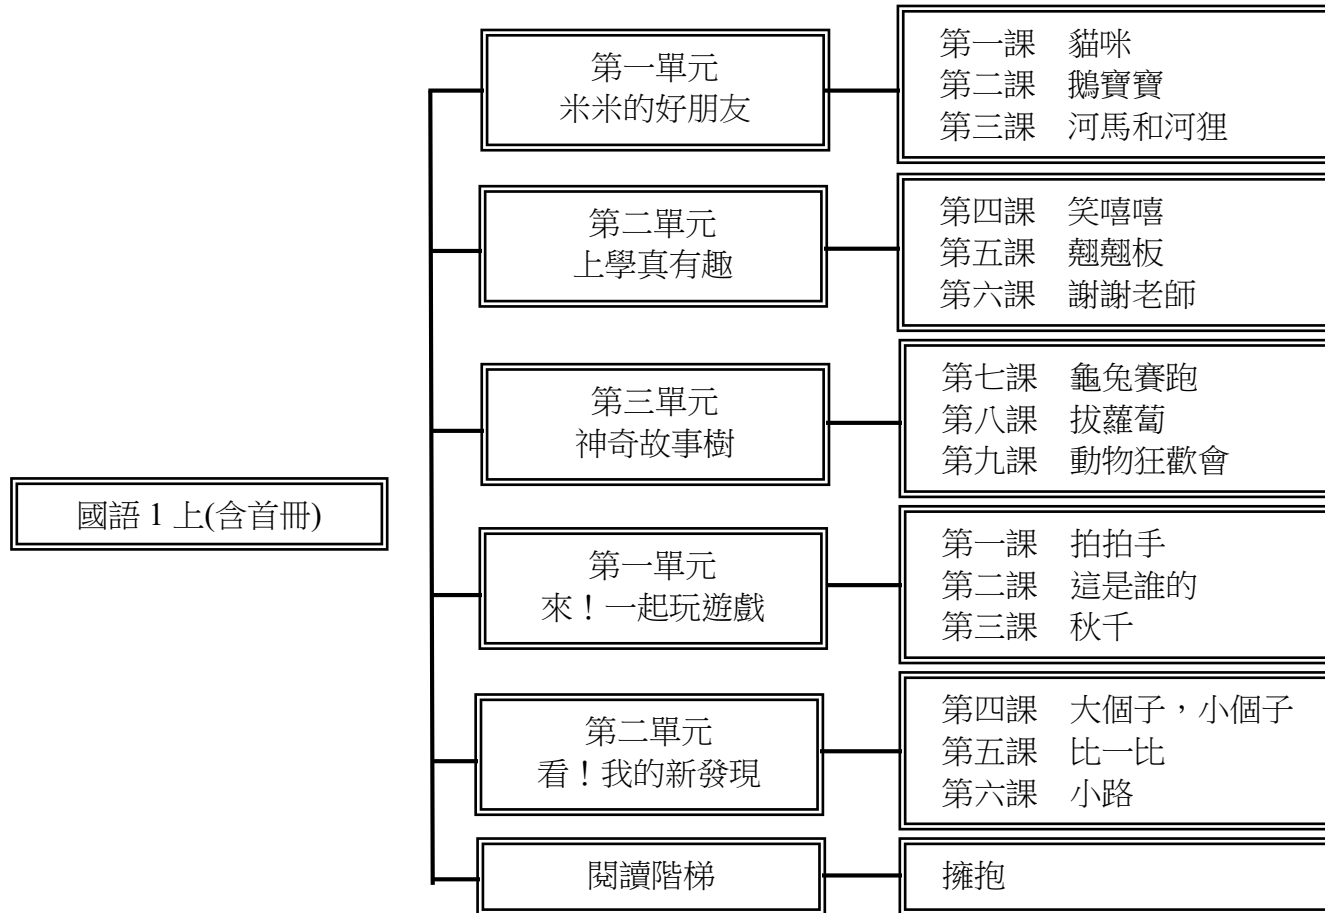 國語 1 上(含首冊)
第一單元
米米的好朋友
第一課　貓咪
第二課　鵝寶寶
第三課　河馬和河狸
第二單元
上學真有趣
第四課　笑嘻嘻
第五課　翹翹板
第六課　謝謝老師
第三單元
神奇故事樹
第七課　龜兔賽跑
第八課　拔蘿蔔
第九課　動物狂歡會
第一單元
來！一起玩遊戲
第一課　拍拍手
第二課　這是誰的
第三課　秋千
第二單元
看！我的新發現
第四課　大個子，小個子
第五課　比一比
第六課　小路
閱讀階梯
擁抱